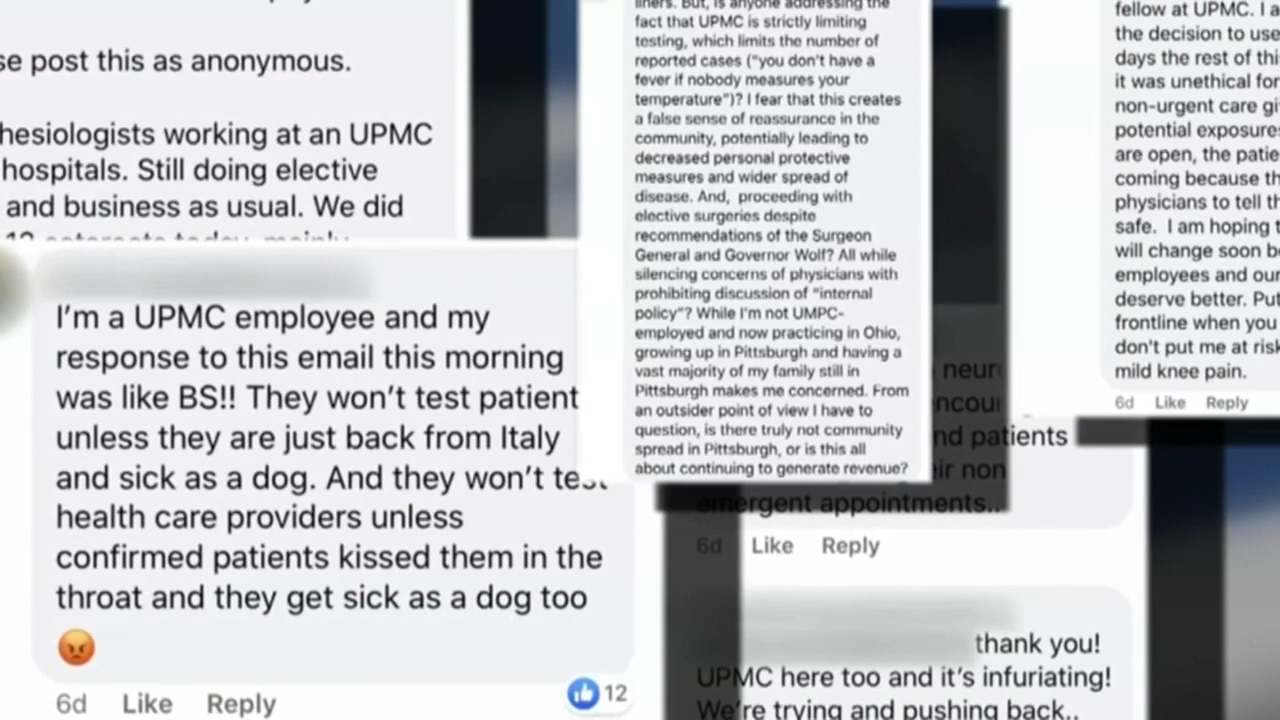 se post this as anonymous.
hesiologists working at an UPMC
hospitals. Still doing elective
and business as usual. We did
I'm a UPMC employee and my
response to this email this morning
was like BS!! They won't test patient
unless they are just back from Italy
and sick as a dog. And they won't test
health care providers unless
confirmed patients kissed them in the
throat and they get sick as a dog too
😡
6d Like Reply
12
liners. But, is anyone addressing the
fact that UPMC is strictly limiting
testing, which limits the number of
reported cases ("you don't have a
fever if nobody measures your
temperature")? I fear that this creates
a false sense of reassurance in the
community, potentially leading to
decreased personal protective
measures and wider spread of
disease. And, proceeding with
elective surgeries despite
recommendations of the Surgeon
General and Governor Wolf? All while
silencing concerns of physicians with
prohibiting discussion of "internal
policy"? While I'm not UMPC-
employed and now practicing in Ohio,
growing up in Pittsburgh and having a
vast majority of my family still in
Pittsburgh makes me concerned. From
an outsider point of view I have to
question, is there truly not community
spread in Pittsburgh, or is this all
about continuing to generate revenue?
neur
ncour
nd patients
eir non
emergent appointments..
6d Like Reply
thank you!
UPMC here too and it's infuriating!
We're trying and pushing back..
fellow at UPMC. I a
the decision to use
days the rest of thi
it was unethical for
non-urgent care gi
potential exposure
are open, the patie
coming because th
physicians to tell th
safe. I am hoping t
will change soon b
employees and our
deserve better. Put
frontline when you
don't put me at risk
mild knee pain.
6d Like Reply